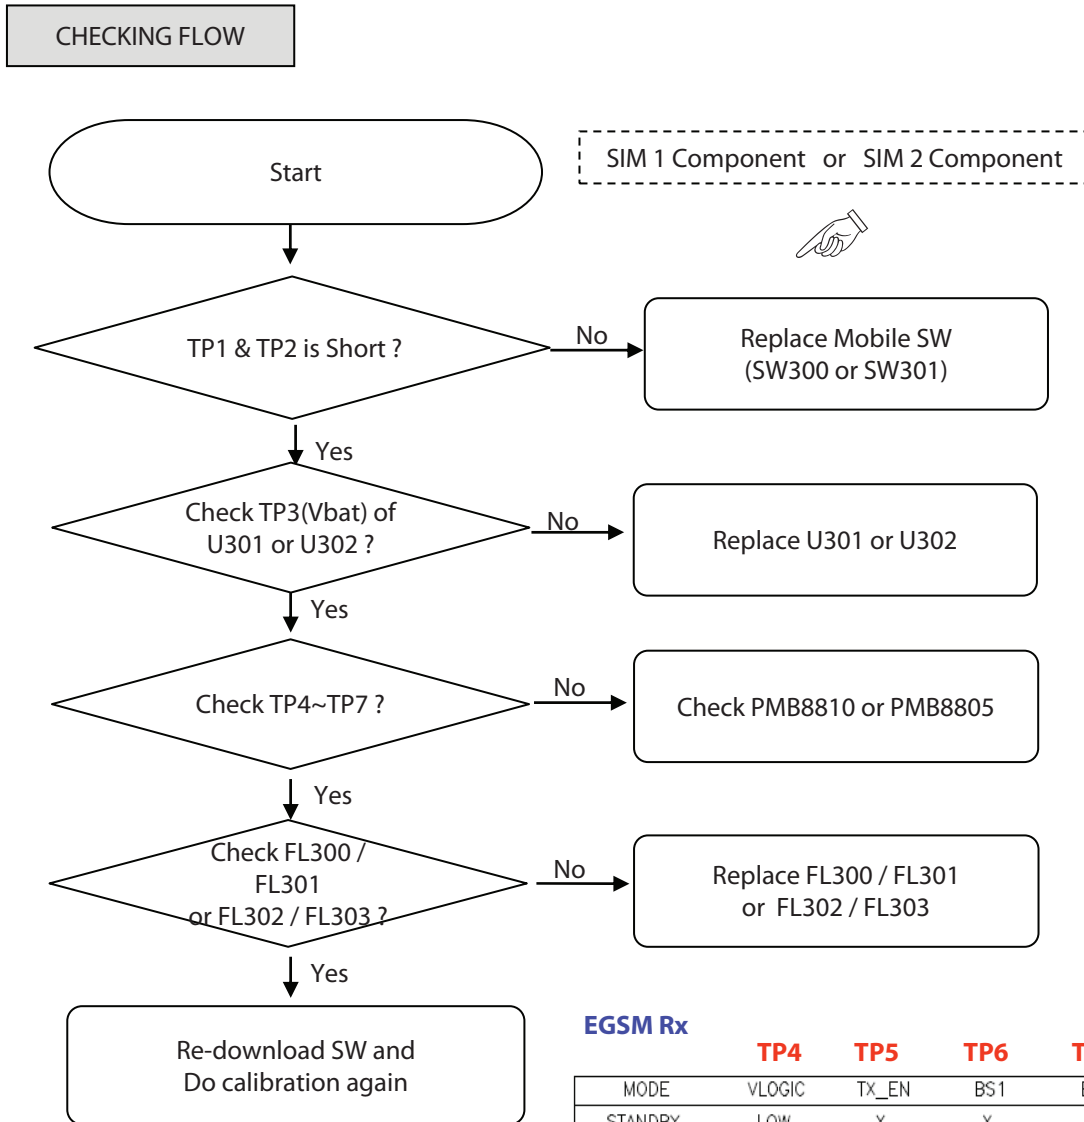 CHECKING FLOW
Start
SIM 1 Component or SIM 2 Component
TP1 & TP2 is Short ?
No
Replace Mobile SW
(SW300 or SW301)
Yes
Check TP3(Vbat) of
U301 or U302 ?
No
Replace U301 or U302
Yes
Check TP4~TP7 ?
No
Check PMB8810 or PMB8805
Yes
Check FL300 /
FL301
or FL302 / FL303 ?
No
Replace FL300 / FL301
or FL302 / FL303
Yes
Re-download SW and
Do calibration again
EGSM Rx
TP4 TP5 TP6
MODE VLOGIC TX_EN BS1
STANDBY LOW X X